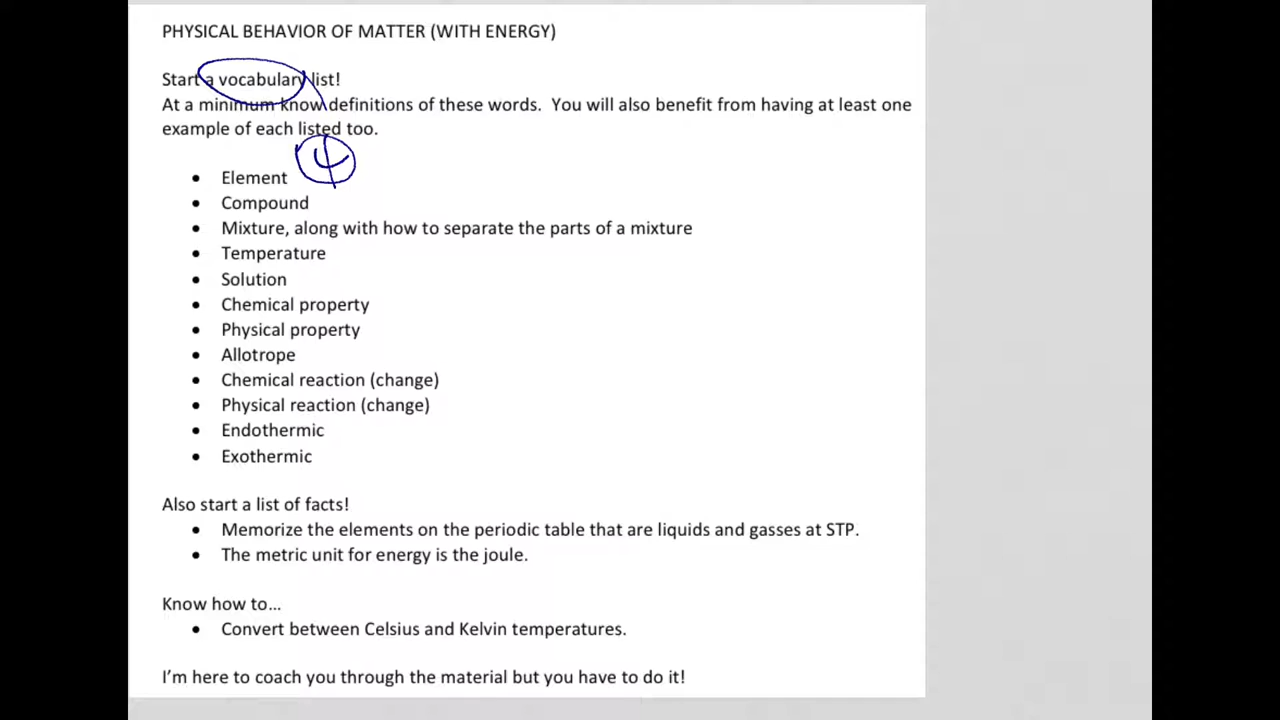 PHYSICAL BEHAVIOR OF MATTER (WITH ENERGY)
Start a vocabulary list!
At a minimum know definitions of these words.  You will also benefit from having at least one
example of each listed too.
4
• Element
• Compound
• Mixture, along with how to separate the parts of a mixture
• Temperature
• Solution
• Chemical property
• Physical property
• Allotrope
• Chemical reaction (change)
• Physical reaction (change)
• Endothermic
• Exothermic
Also start a list of facts!
• Memorize the elements on the periodic table that are liquids and gasses at STP.
• The metric unit for energy is the joule.
Know how to…
• Convert between Celsius and Kelvin temperatures.
I’m here to coach you through the material but you have to do it!